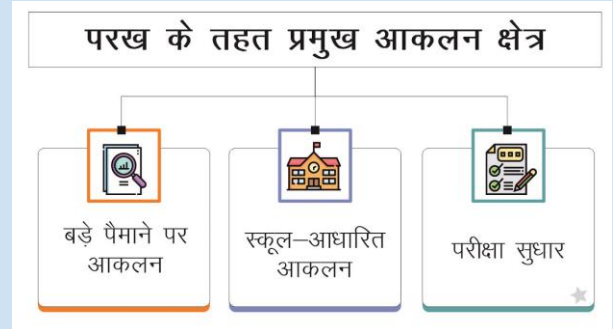 परख के तहत प्रमुख आकलन क्षेत्र
बड़े पैमाने पर
आकलन
स्कूल–आधारित
आकलन
परीक्षा सुधार